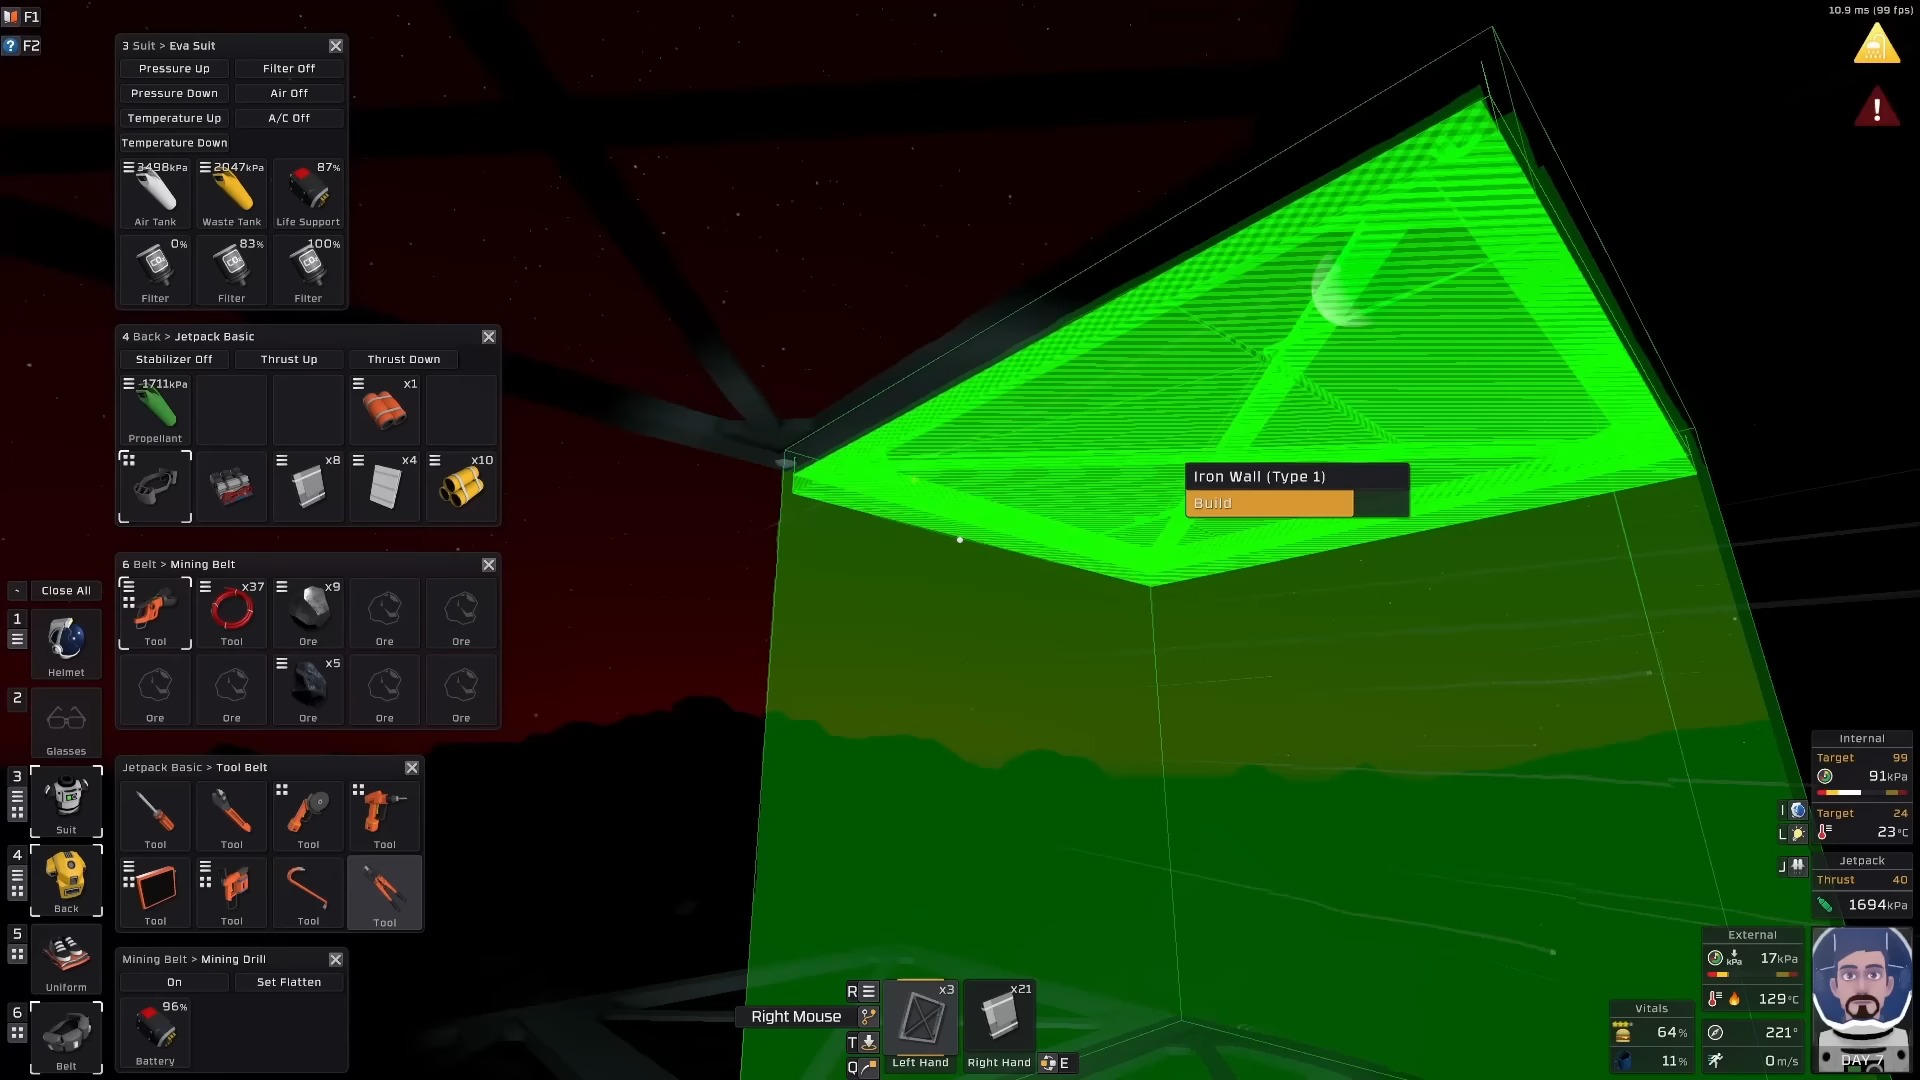 F1
F2
10.9 ms (99 fps)
3 Suit > Eva Suit
Pressure Up
Filter Off
Pressure Down
Air Off
Temperature Up
A/C Off
Temperature Down
3498kPa
2047kPa
87%
Air Tank
Waste Tank
Life Support
0%
83%
100%
Filter
Filter
Filter
4 Back > Jetpack Basic
Stabilizer Off
Thrust Up
Thrust Down
1711kPa
x1
Propellant
x8
x4
x10
6 Belt > Mining Belt
x37
x9
Tool
Tool
Ore
Ore
Ore
x5
Ore
Ore
Ore
Ore
Ore
Jetpack Basic > Tool Belt
Tool
Tool
Tool
Tool
Tool
Tool
Tool
Tool
Mining Belt > Mining Drill
On
Set Flatten
96%
Battery
~
Close All
1
Helmet
2
Glasses
3
Suit
4
Back
5
Uniform
6
Belt
Iron Wall (Type 1)
Build
R
Right Mouse
T
Q
x3
x21
Left Hand
Right Hand
E
Internal
Target 99
91kPa
Target 24
23°C
I
L
J
Jetpack
Thrust 40
1694kPa
External
kPa
17kPa
129°C
221°
0m/s
Vitals
64%
11%
DAY 7